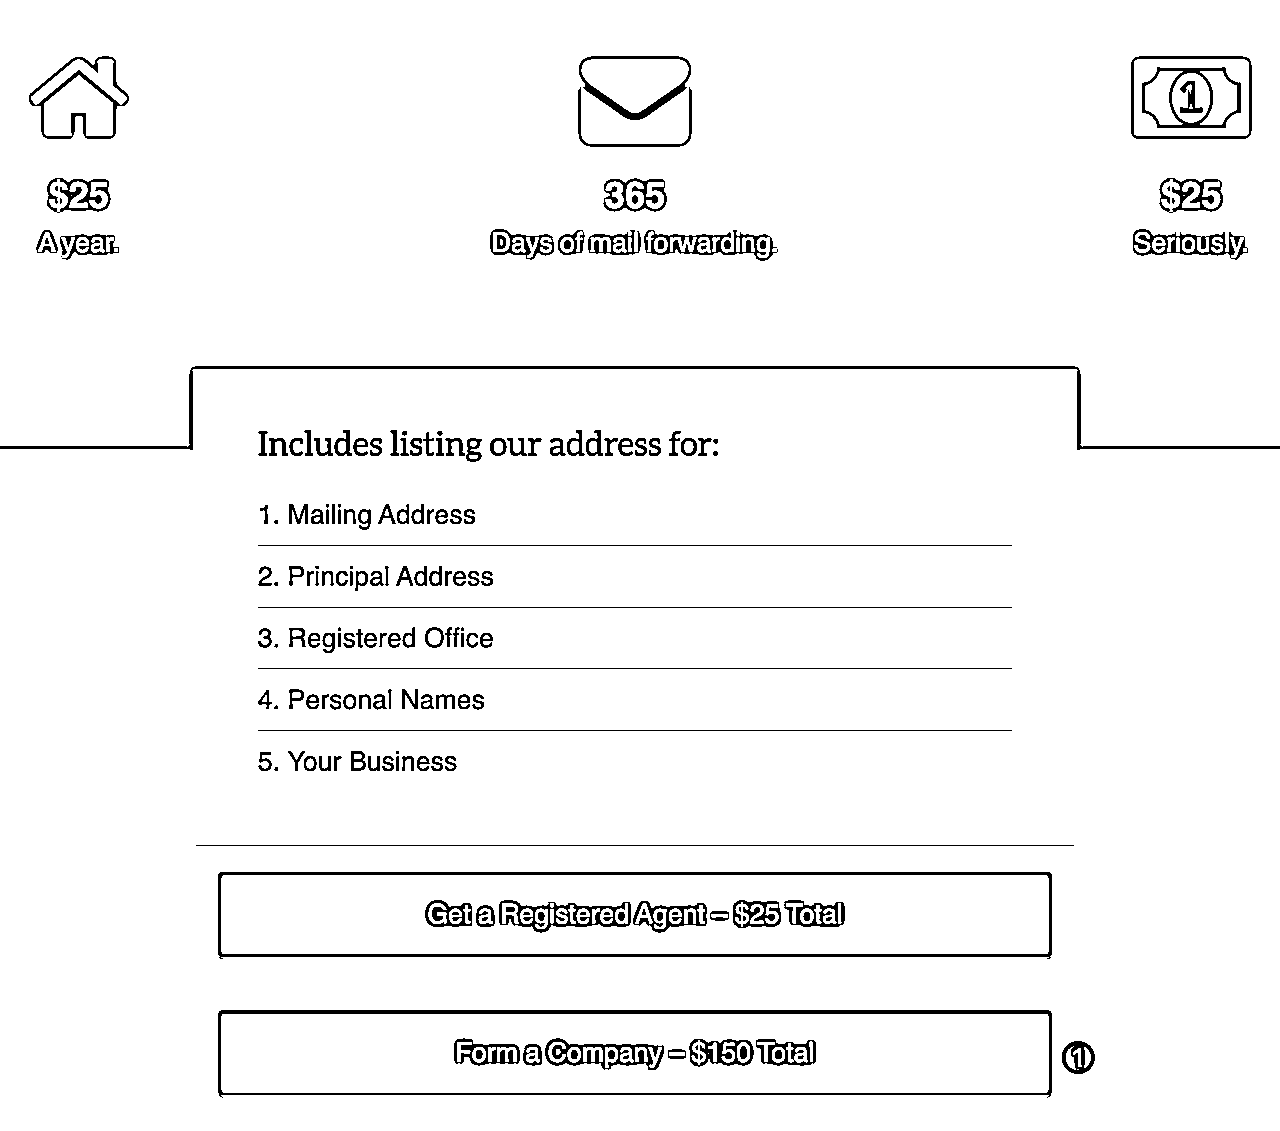 1
$25
A year.
365
Days of mail forwarding.
$25
Seriously.
Includes listing our address for:
1. Mailing Address
2. Principal Address
3. Registered Office
4. Personal Names
5. Your Business
Get a Registered Agent – $25 Total
Form a Company – $150 Total
1